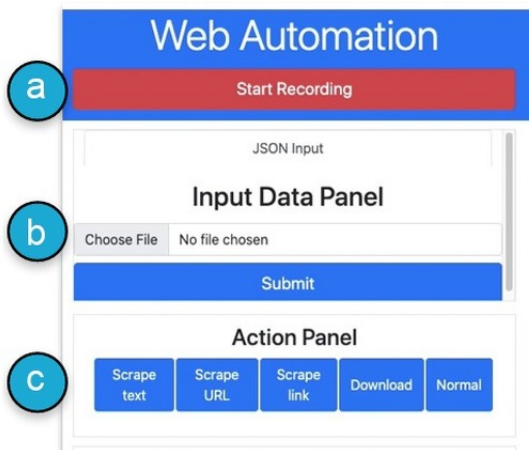 Web Automation
a
Start Recording
JSON Input
Input Data Panel
b
Choose File No file chosen
Submit
Action Panel
c
Scrape text
Scrape URL
Scrape link
Download
Normal